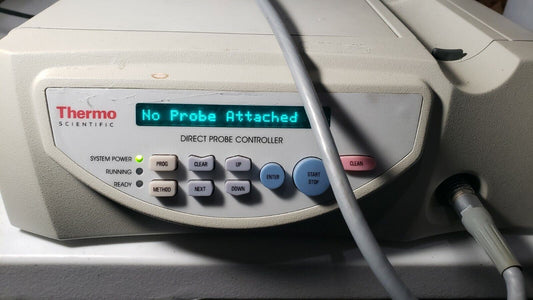 Thermo
SCIENTIFIC
No Probe Attached
DIRECT PROBE CONTROLLER
SYSTEM POWER
RUNNING
READY
PROG
CLEAR
UP
METHOD
NEXT
DOWN
ENTER
START
STOP
CLEAN